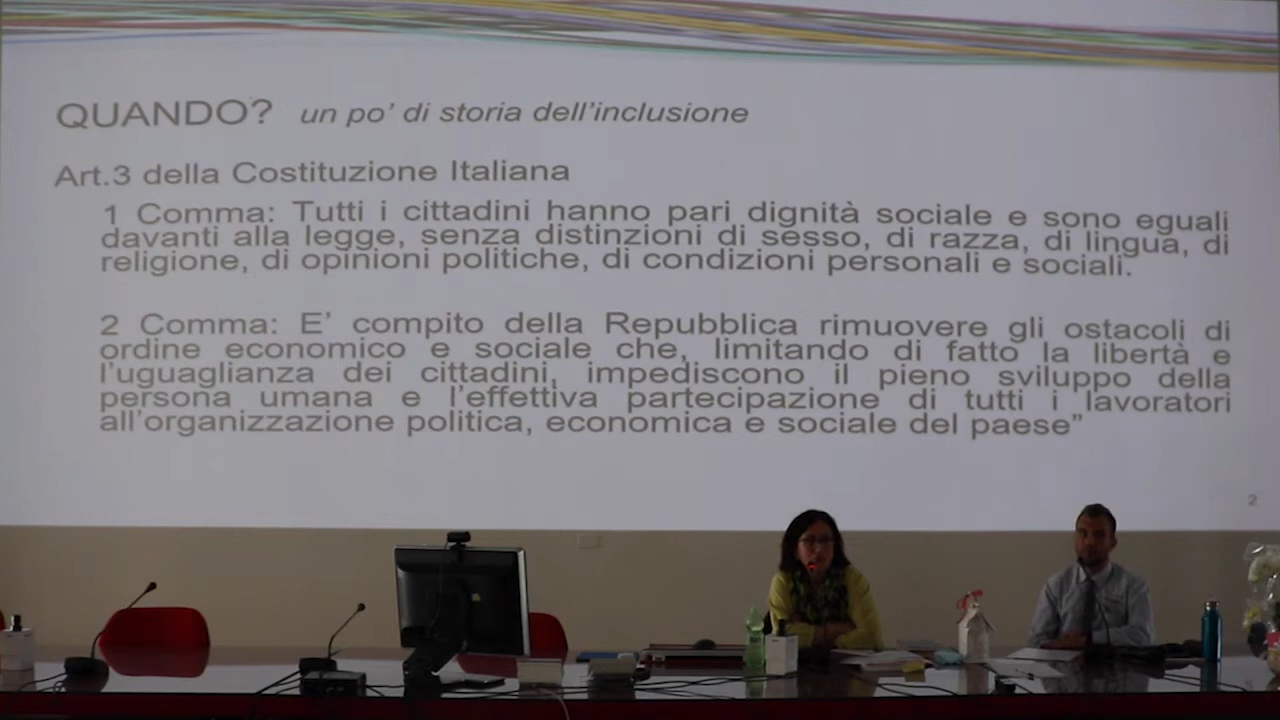 QUANDO? un po’ di storia dell’inclusione
Art.3 della Costituzione Italiana
1 Comma: Tutti i cittadini hanno pari dignità sociale e sono eguali
davanti alla legge, senza distinzioni di sesso, di razza, di lingua, di
religione, di opinioni politiche, di condizioni personali e sociali.
2 Comma: E’ compito della Repubblica rimuovere gli ostacoli di
ordine economico e sociale che, limitando di fatto la libertà e
l’uguaglianza dei cittadini, impediscono il pieno sviluppo della
persona umana e l’effettiva partecipazione di tutti i lavoratori
all’organizzazione politica, economica e sociale del paese”
2